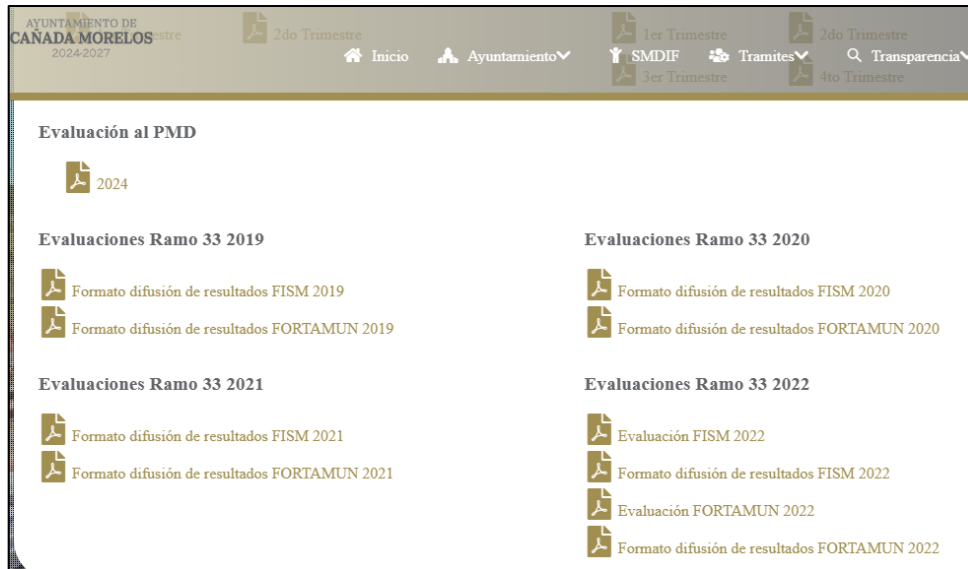 AYUNTAMIENTO DE
CAÑADA MORELOS
2024-2027
estre
2do Trimestre
1er Trimestre
2do Trimestre
Inicio
Ayuntamiento
SMDIF
Tramites
Transparencia
3er Trimestre
4to Trimestre
Evaluación al PMD
2024
Evaluaciones Ramo 33 2019
Formato difusión de resultados FISM 2019
Formato difusión de resultados FORTAMUN 2019
Evaluaciones Ramo 33 2020
Formato difusión de resultados FISM 2020
Formato difusión de resultados FORTAMUN 2020
Evaluaciones Ramo 33 2021
Formato difusión de resultados FISM 2021
Formato difusión de resultados FORTAMUN 2021
Evaluaciones Ramo 33 2022
Evaluación FISM 2022
Formato difusión de resultados FISM 2022
Evaluación FORTAMUN 2022
Formato difusión de resultados FORTAMUN 2022